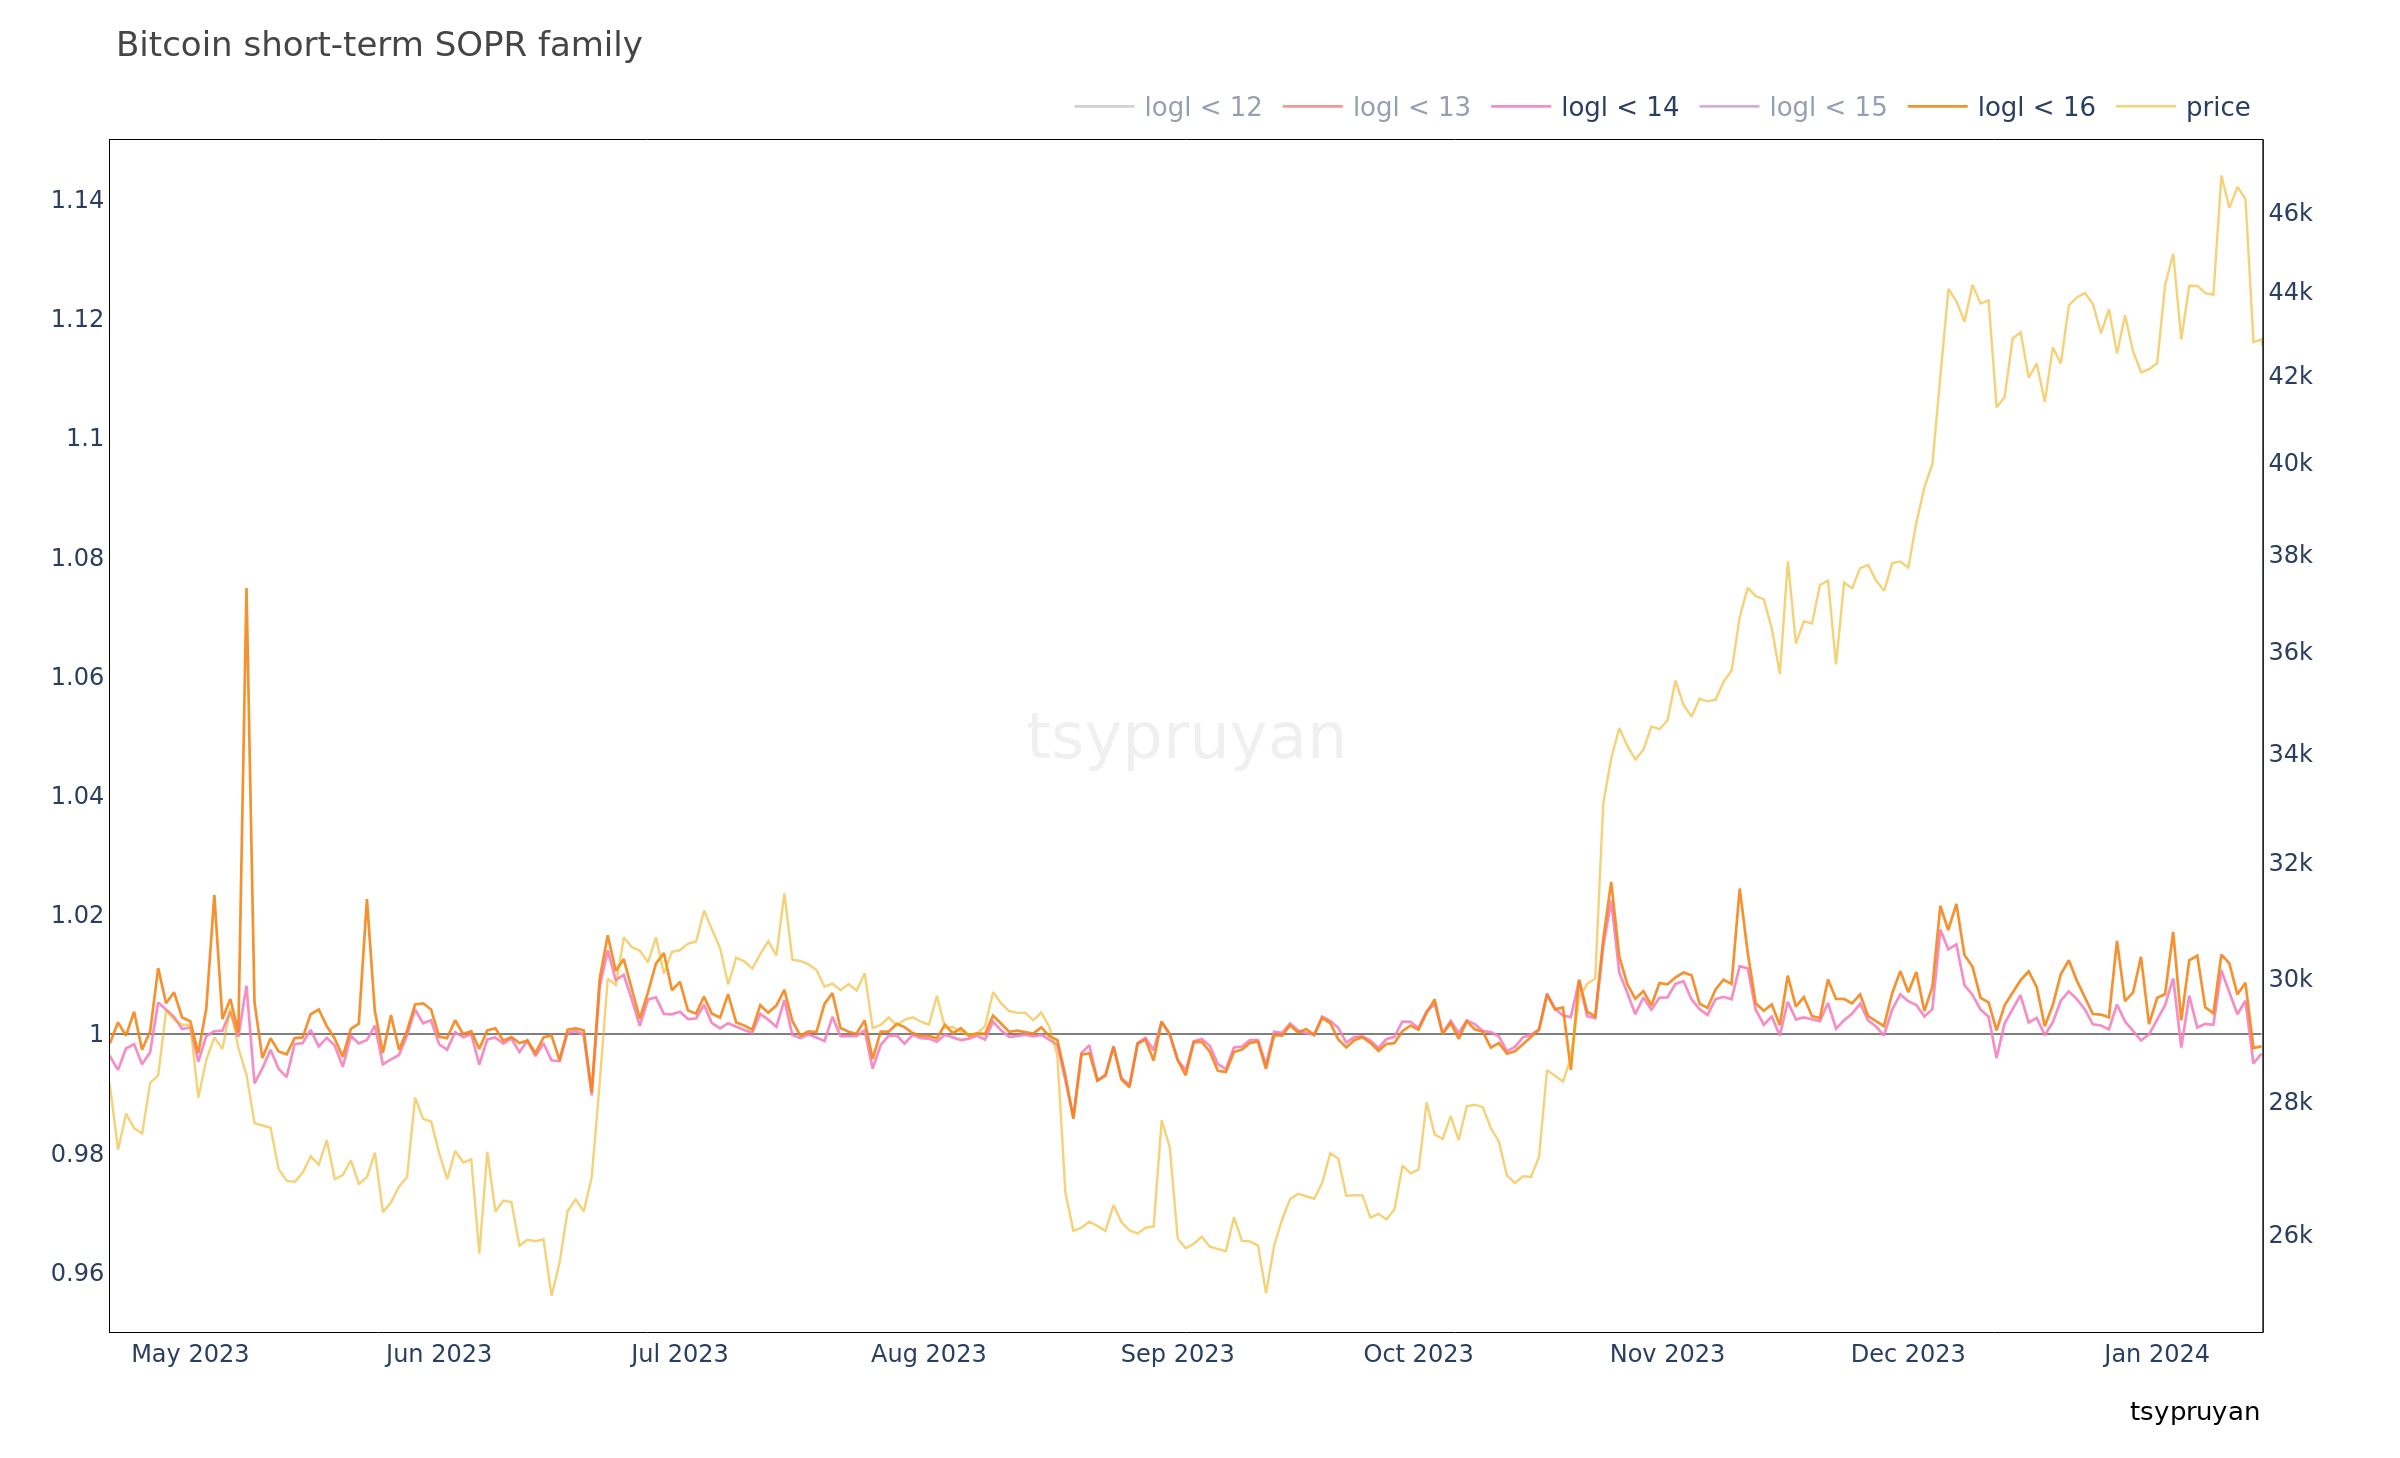 Bitcoin short-term SOPR family
logl < 12 logl < 13 logl < 14 logl < 15 logl < 16 price
1.14
1.12
1.1
1.08
1.06
1.04
1.02
1
0.98
0.96
46k
44k
42k
40k
38k
36k
34k
32k
30k
28k
26k
tsypruyan
May 2023 Jun 2023 Jul 2023 Aug 2023 Sep 2023 Oct 2023 Nov 2023 Dec 2023 Jan 2024
tsypruyan